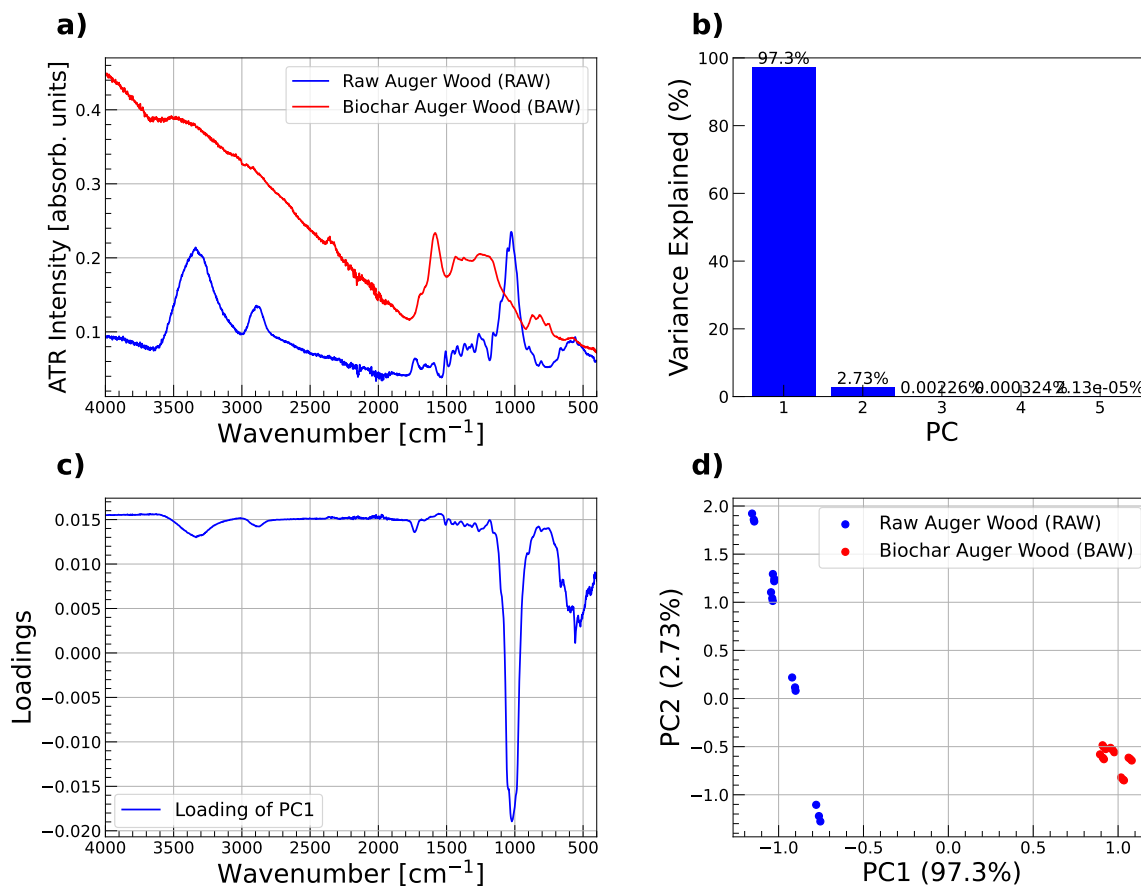 a)
0.4
0.3
0.2
0.1
ATR Intensity [absorb. units]
Raw Auger Wood (RAW)
Biochar Auger Wood (BAW)
4000 3500 3000 2500 2000 1500 1000 500
Wavenumber [cm⁻¹]
b)
100
80
60
40
20
0
Variance Explained (%)
97.3%
2.73%
0.00226%
0.000324%
1 2 3 4 5
PC
c)
0.015
0.010
0.005
0.000
−0.005
−0.010
−0.015
−0.020
Loadings
Loading of PC1
4000 3500 3000 2500 2000 1500 1000 500
Wavenumber [cm⁻¹]
d)
2.0
1.5
1.0
0.5
0.0
−0.5
−1.0
PC2 (2.73%)
Raw Auger Wood (RAW)
Biochar Auger Wood (BAW)
−1.0 −0.5 0.0 0.5 1.0
PC1 (97.3%)